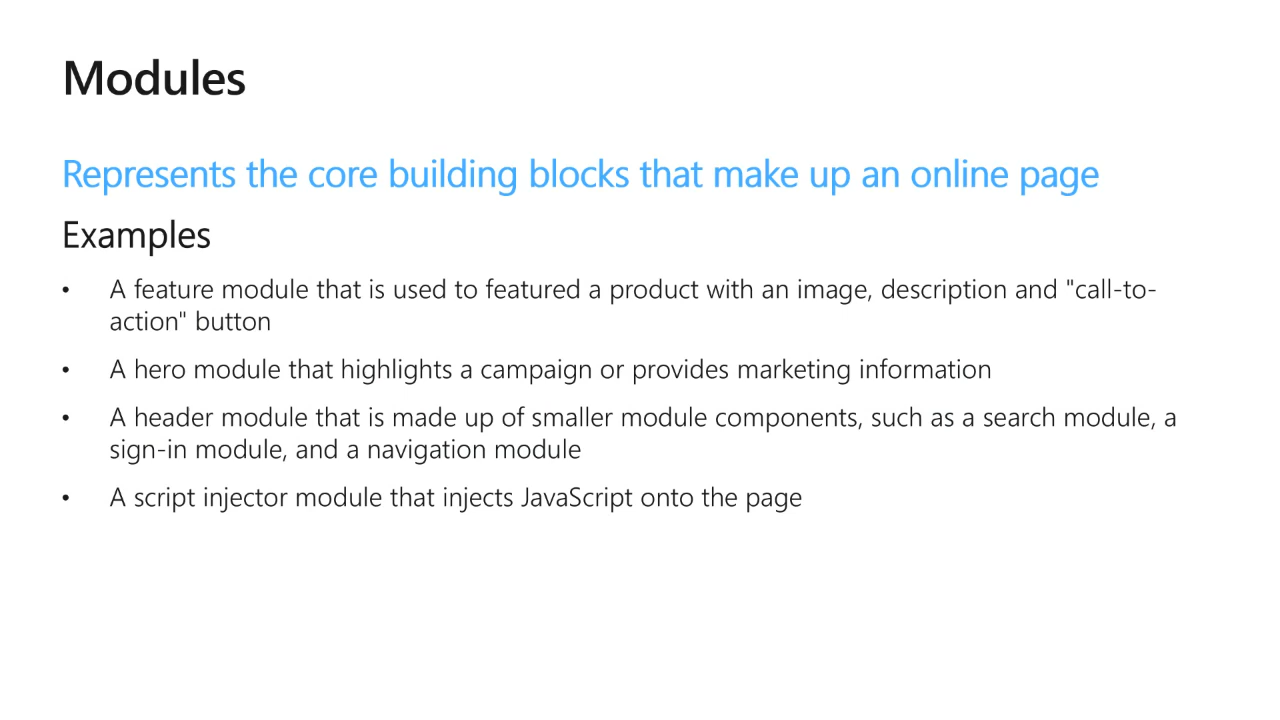 Modules
Represents the core building blocks that make up an online page
Examples
• A feature module that is used to featured a product with an image, description and "call-to-
action" button
• A hero module that highlights a campaign or provides marketing information
• A header module that is made up of smaller module components, such as a search module, a
sign-in module, and a navigation module
• A script injector module that injects JavaScript onto the page